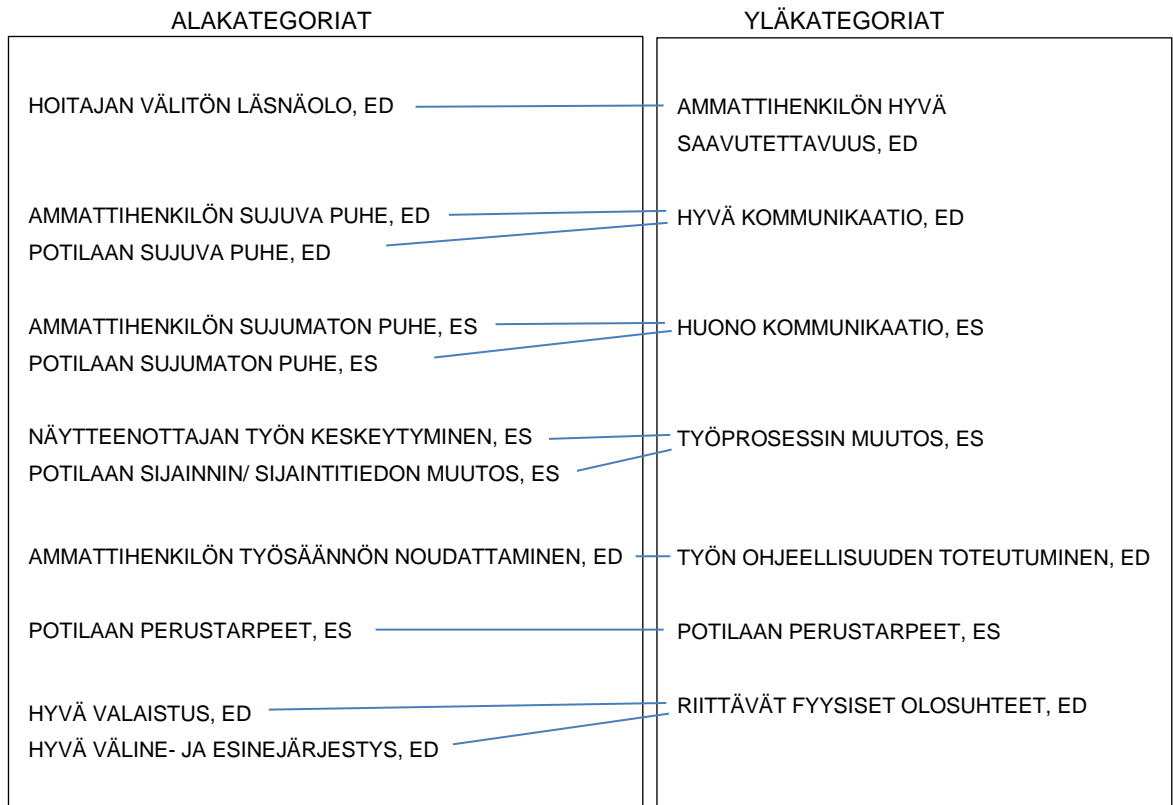 ALAKATEGORIAT
YLÄKATEGORIAT
HOITAJAN VÄLITÖN LÄSNÄOLO, ED
AMMATTIHENKILÖN HYVÄ
SAAVUTETTAVUUS, ED
AMMATTIHENKILÖN SUJUVA PUHE, ED
HYVÄ KOMMUNIKAATIO, ED
POTILAAN SUJUVA PUHE, ED
AMMATTIHENKILÖN SUJUMATON PUHE, ES
HUONO KOMMUNIKAATIO, ES
POTILAAN SUJUMATON PUHE, ES
NÄYTTEENOTTAJAN TYÖN KESKEYTYMINEN, ES
TYÖPROSESSIN MUUTOS, ES
POTILAAN SIJAINNIN/ SIJAINTITIEDON MUUTOS, ES
AMMATTIHENKILÖN TYÖSÄÄNNÖN NOUDATTAMINEN, ED
TYÖN OHJEELLISUUDEN TOTEUTUMINEN, ED
POTILAAN PERUSTARPEET, ES
POTILAAN PERUSTARPEET, ES
HYVÄ VALAISTUS, ED
RIITTÄVÄT FYYSISET OLOSUHTEET, ED
HYVÄ VÄLINE- JA ESINEJÄRJESTYS, ED